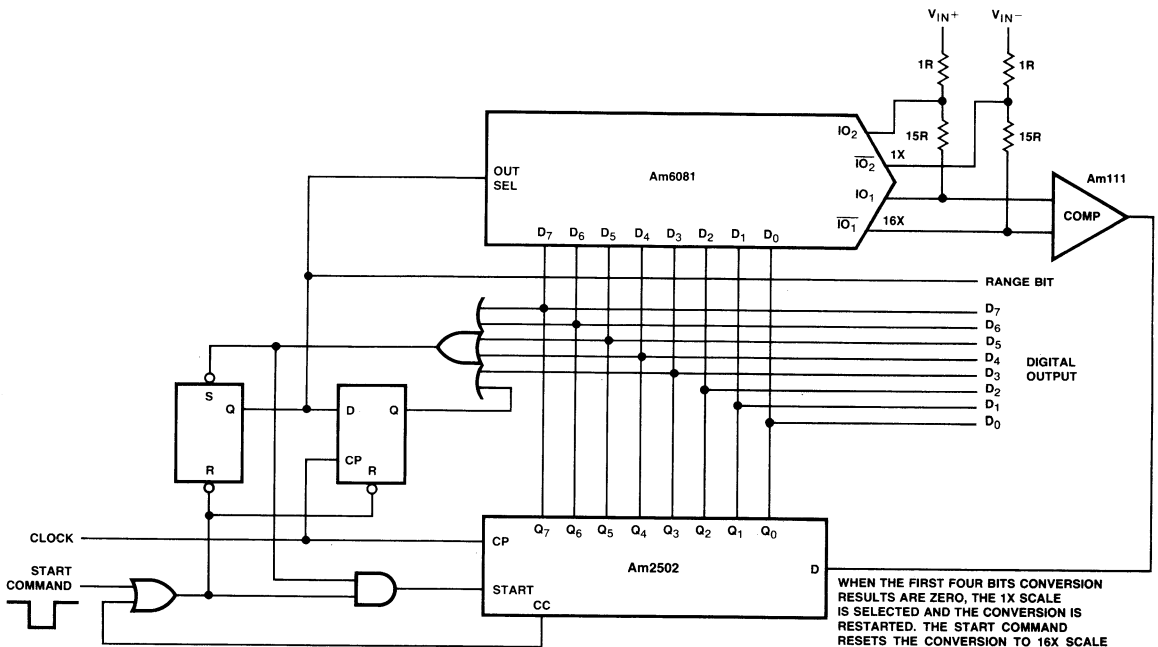 V IN +
V IN −
1R
1R
IO2
15R
15R
IO2
1X
OUT
SEL
Am6081
IO1
Am111
COMP
IO1
16X
D7 D6 D5 D4 D3 D2 D1 D0
RANGE BIT
D7
D6
D5
D4
D3
D2
D1
D0
DIGITAL
OUTPUT
S
Q
R
D
Q
CP
R
CLOCK
START
COMMAND
CP
Q7 Q6 Q5 Q4 Q3 Q2 Q1 Q0
Am2502
D
START
CC
WHEN THE FIRST FOUR BITS CONVERSION
RESULTS ARE ZERO, THE 1X SCALE
IS SELECTED AND THE CONVERSION IS
RESTARTED. THE START COMMAND
RESETS THE CONVERSION TO 16X SCALE